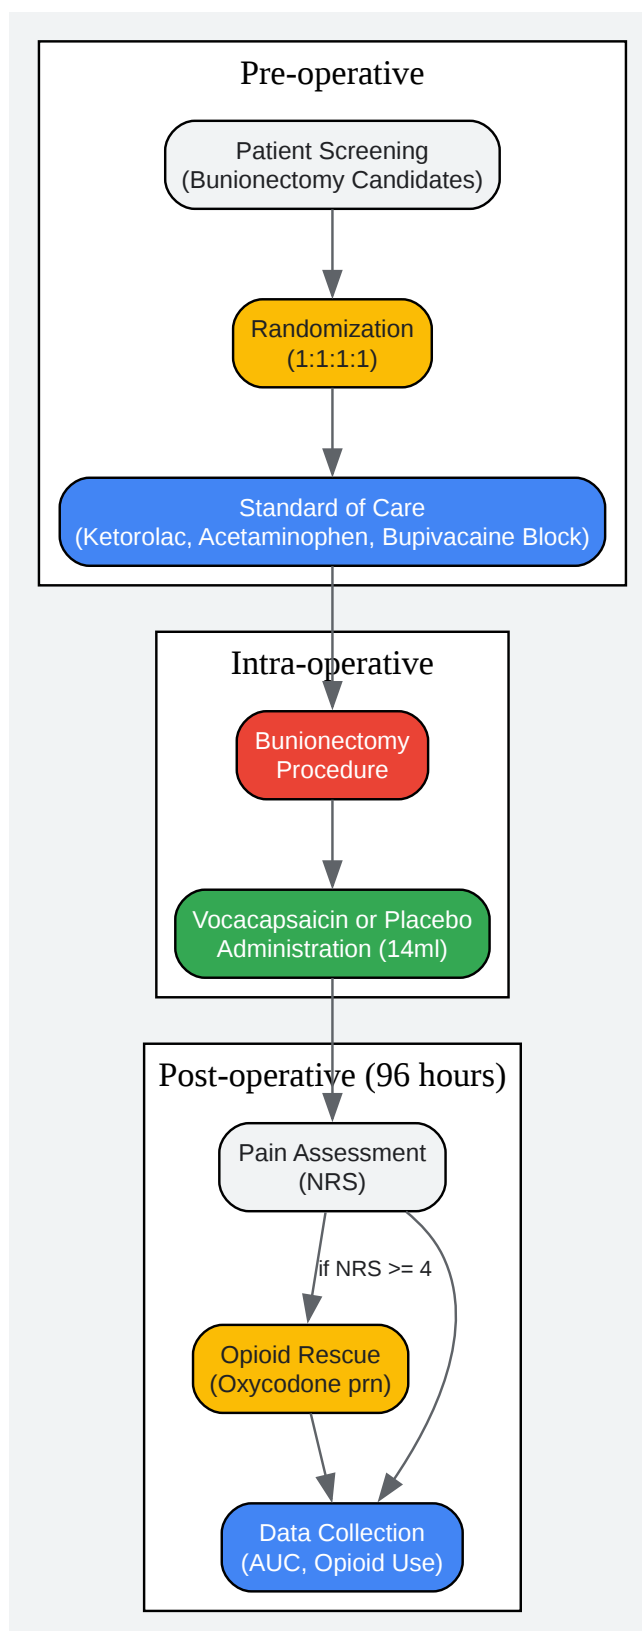 Pre-operative
Patient Screening
(Bunionectomy Candidates)
Randomization
(1:1:1:1)
Standard of Care
(Ketorolac, Acetaminophen, Bupivacaine Block)
Intra-operative
Bunionectomy
Procedure
Vocacapsaicin or Placebo
Administration (14ml)
Post-operative (96 hours)
Pain Assessment
(NRS)
if NRS >= 4
Opioid Rescue
(Oxycodone prn)
Data Collection
(AUC, Opioid Use)